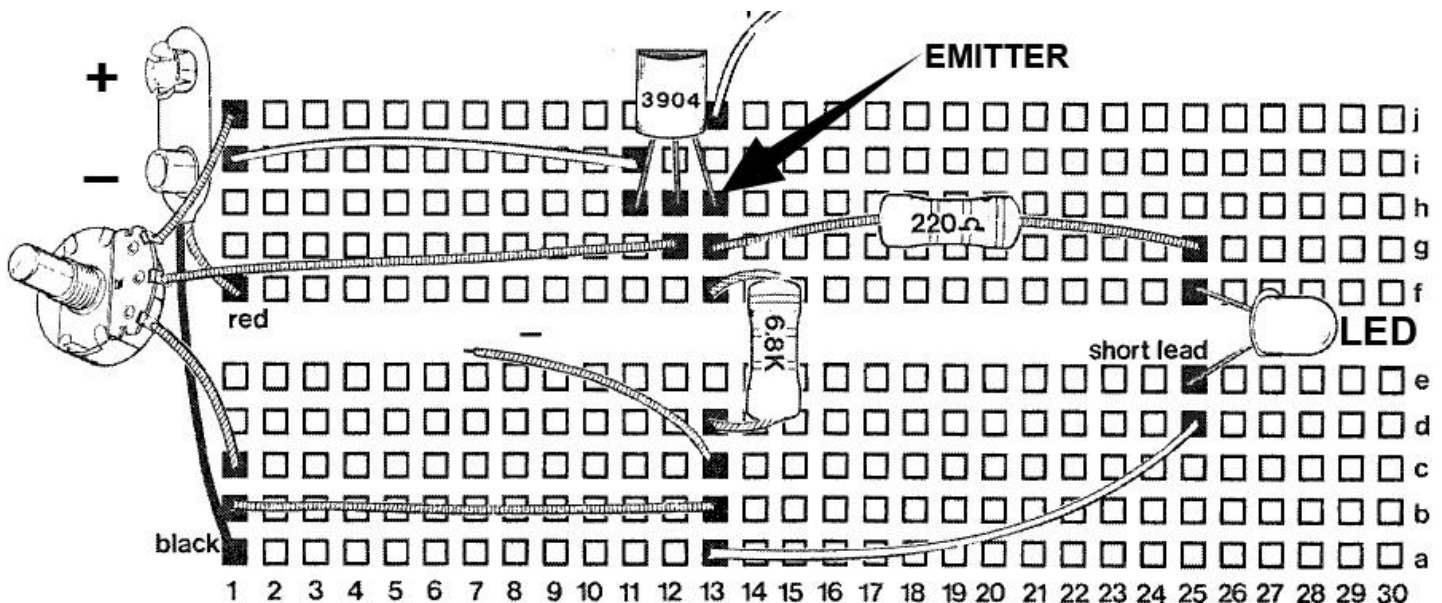 +
EMITTER
3904
j
i
−
h
220Ω
g
f
red
−
6.8K
LED
short lead
e
d
c
b
black
a
1 2 3 4 5 6 7 8 9 10 11 12 13 14 15 16 17 18 19 20 21 22 23 24 25 26 27 28 29 30